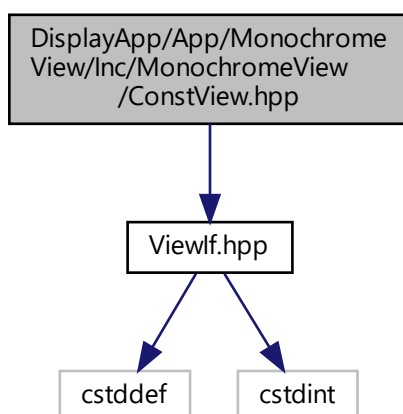 DisplayApp/App/Monochrome
View/Inc/MonochromeView
/ConstView.hpp
ViewIf.hpp
cstddef
cstdint